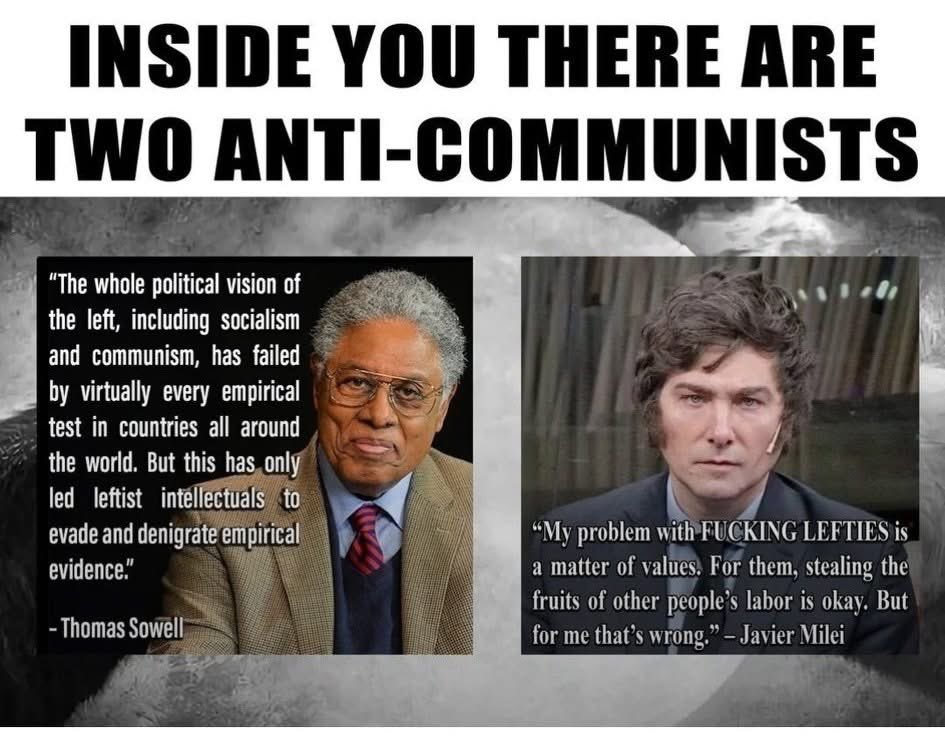 INSIDE YOU THERE ARE
TWO ANTI-COMMUNISTS
“The whole political vision of
the left, including socialism
and communism, has failed
by virtually every empirical
test in countries all around
the world. But this has only
led leftist intellectuals to
evade and denigrate empirical
evidence.”
- Thomas Sowell
“My problem with FUCKING LEFTIES is
a matter of values. For them, stealing the
fruits of other people’s labor is okay. But
for me that’s wrong.” – Javier Milei